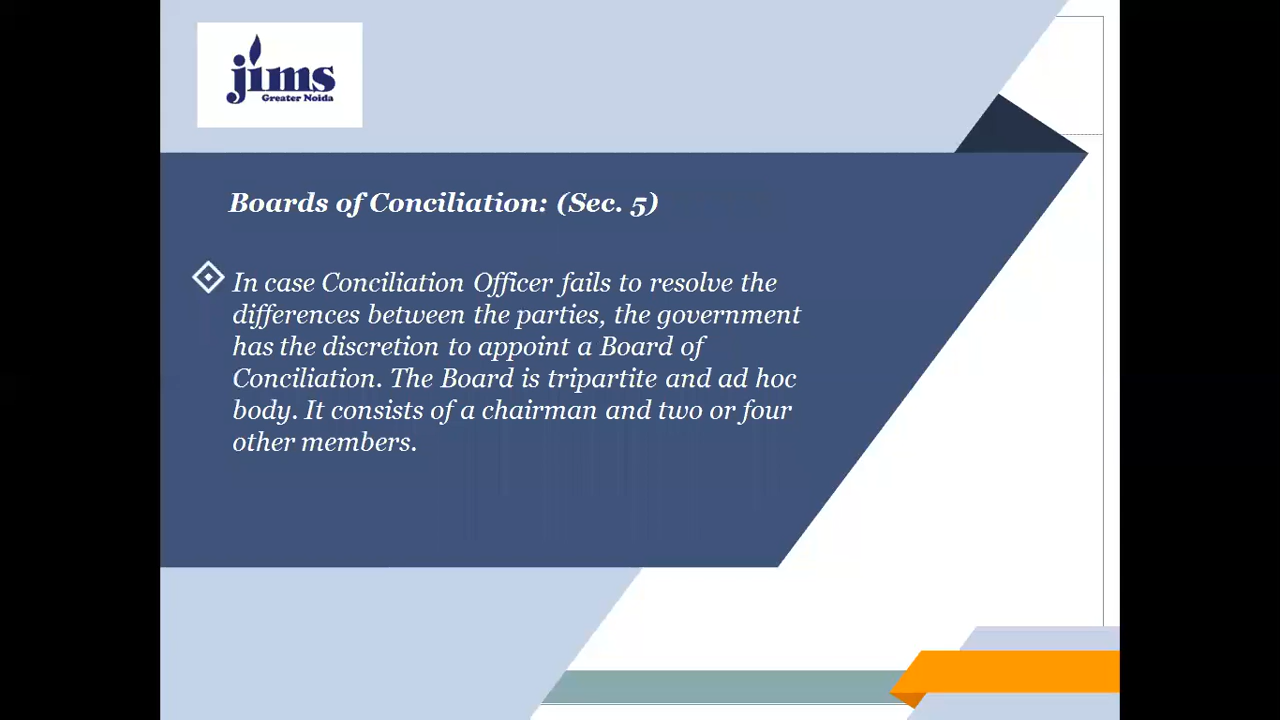 jims
Greater Noida
Boards of Conciliation: (Sec. 5)
In case Conciliation Officer fails to resolve the
differences between the parties, the government
has the discretion to appoint a Board of
Conciliation. The Board is tripartite and ad hoc
body. It consists of a chairman and two or four
other members.